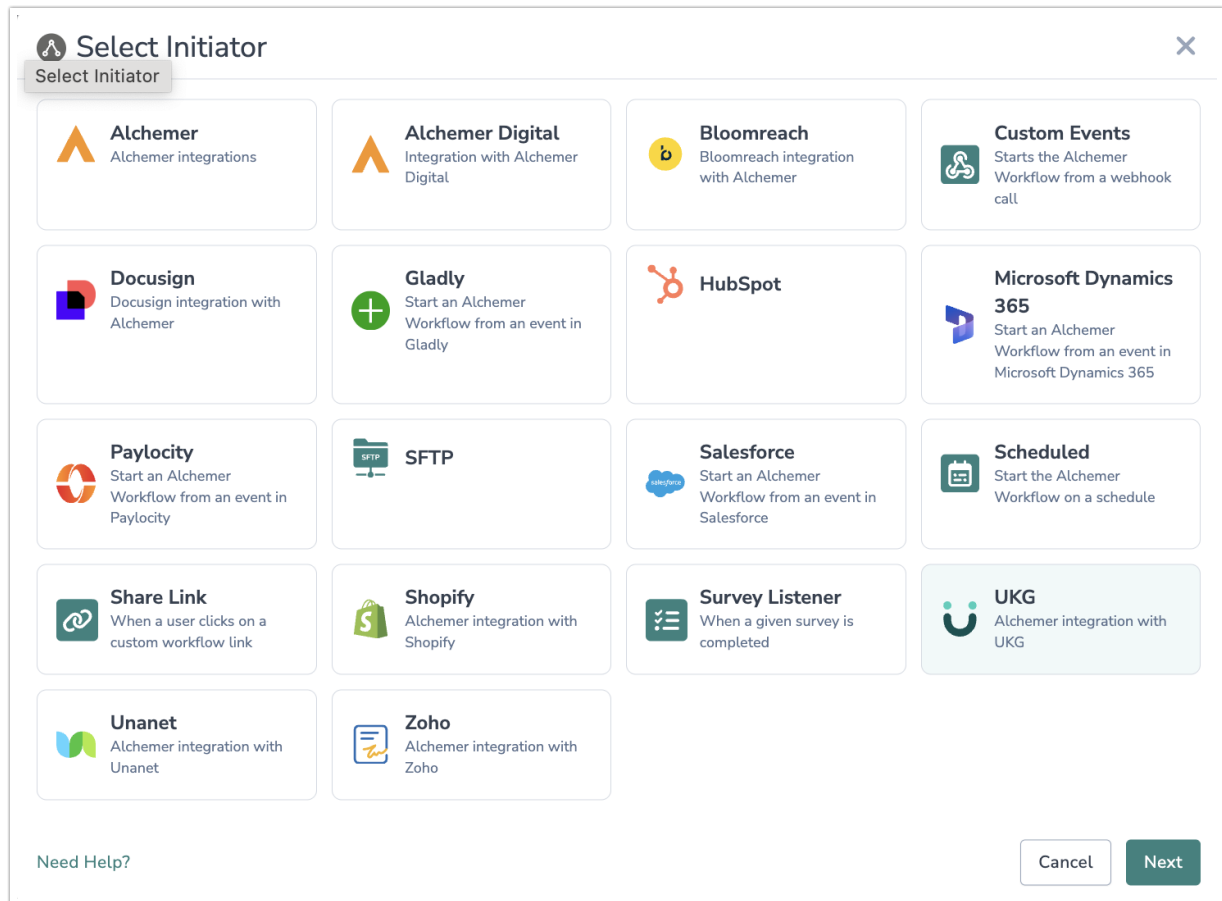 Select Initiator
Select Initiator
Alchemer
Alchemer integrations
Alchemer Digital
Integration with Alchemer
Digital
Bloomreach
Bloomreach integration
with Alchemer
Custom Events
Starts the Alchemer
Workflow from a webhook
call
Docusign
Docusign integration with
Alchemer
Gladly
Start an Alchemer
Workflow from an event in
Gladly
HubSpot
Microsoft Dynamics
365
Start an Alchemer
Workflow from an event in
Microsoft Dynamics 365
Paylocity
Start an Alchemer
Workflow from an event in
Paylocity
SFTP
SFTP
salesforce
Salesforce
Start an Alchemer
Workflow from an event in
Salesforce
Scheduled
Start the Alchemer
Workflow on a schedule
Share Link
When a user clicks on a
custom workflow link
Shopify
Alchemer integration with
Shopify
Survey Listener
When a given survey is
completed
UKG
Alchemer integration with
UKG
Unanet
Alchemer integration with
Unanet
Zoho
Alchemer integration with
Zoho
Need Help?
Cancel
Next